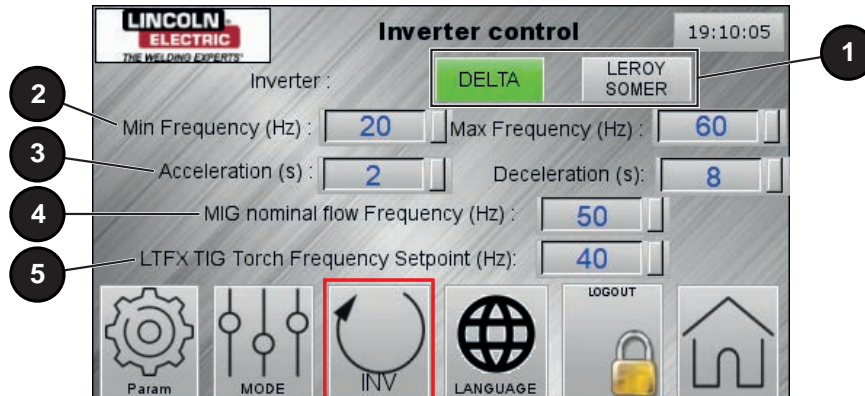 LINCOLN
ELECTRIC
THE WELDING EXPERTS®
Inverter control
19:10:05
1
Inverter :
DELTA
LEROY
SOMER
2
Min Frequency (Hz) :
20
Max Frequency (Hz) :
60
3
Acceleration (s) :
2
Deceleration (s):
8
4
MIG nominal flow Frequency (Hz) :
50
5
LTFX TIG Torch Frequency Setpoint (Hz):
40
Param
MODE
INV
LANGUAGE
LOGOUT